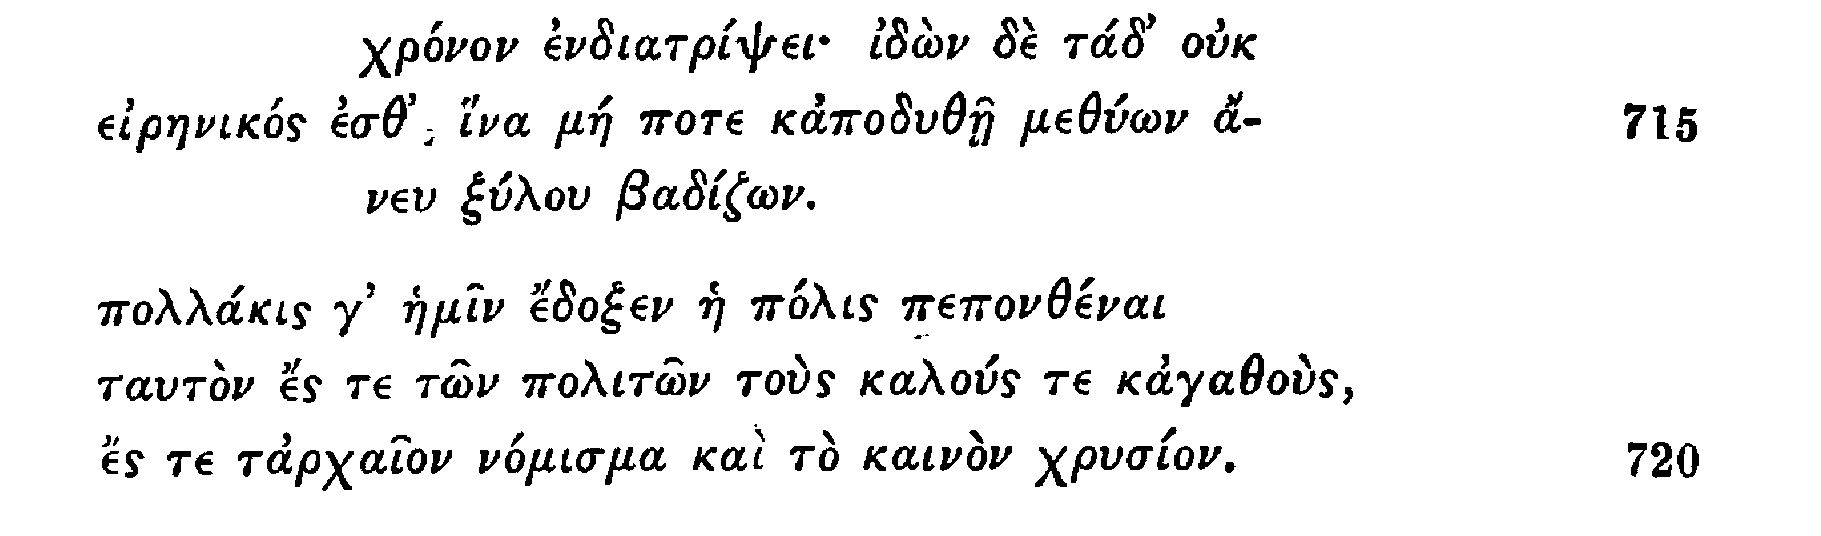 χρόνον ἐνδιατρίψει· ἰδὼν δὲ τάδ’ οὐκ
εἰρηνικός ἐσθ’, ἵνα μή ποτε κἀποδυθῇ μεθύων ἄ- 715
νευ ξύλου βαδίζων.
πολλάκις γ’ ἡμῖν ἔδοξεν ἡ πόλις πεπονθέναι
ταυτὸν ἔς τε τῶν πολιτῶν τοὺς καλούς τε κἀγαθοὺς,
ἔς τε τἀρχαῖον νόμισμα καὶ τὸ καινὸν χρυσίον. 720